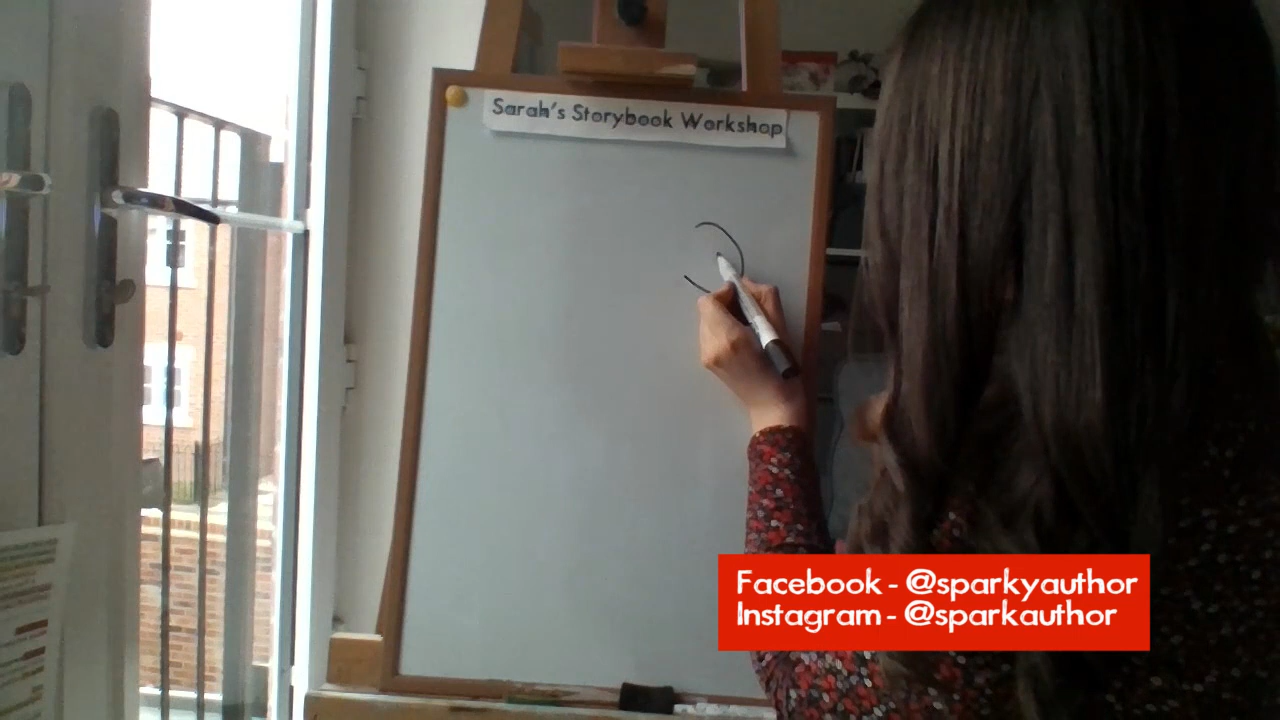 Sarah's Storybook Workshop
Facebook - @sparkyauthor
Instagram - @sparkauthor